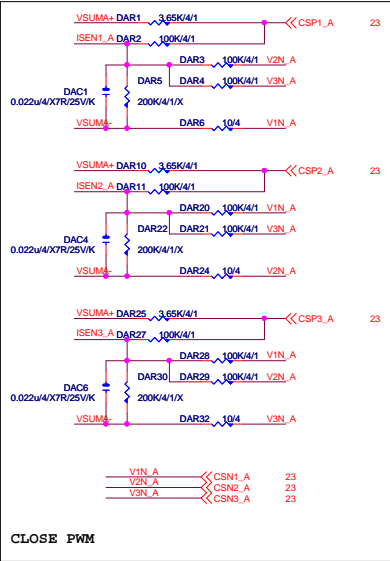 VSUMA+ DAR1 3.65K/4/1 CSP1_A 23
ISEN1_A DAR2 100K/4/1
DAR3 100K/4/1 V2N_A
DAC1 DAR5 DAR4 100K/4/1 V3N_A
0.022u/4/X7R/25V/K 200K/4/1/X
VSUMA- DAR6 10/4 V1N_A
VSUMA+ DAR10 3.65K/4/1 CSP2_A 23
ISEN2_A DAR11 100K/4/1
DAR20 100K/4/1 V1N_A
DAC4 DAR22 DAR21 100K/4/1 V3N_A
0.022u/4/X7R/25V/K 200K/4/1/X
VSUMA- DAR24 10/4 V2N_A
VSUMA+ DAR25 3.65K/4/1 CSP3_A 23
ISEN3_A DAR27 100K/4/1
DAR28 100K/4/1 V1N_A
DAC6 DAR30 DAR29 100K/4/1 V2N_A
0.022u/4/X7R/25V/K 200K/4/1/X
VSUMA- DAR32 10/4 V3N_A
V1N_A CSN1_A 23
V2N_A CSN2_A 23
V3N_A CSN3_A 23
CLOSE PWM